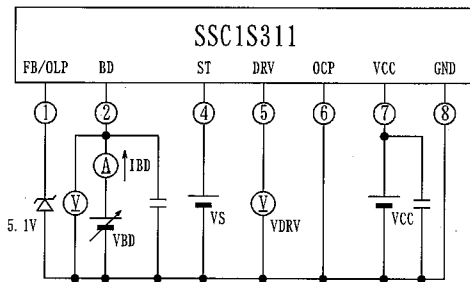 SSC1S311
FB/OLP BD ST DRV OCP VCC GND
1 2 4 5 6 7 8
A IBD
V V
5.1V VBD VS VDRV VCC